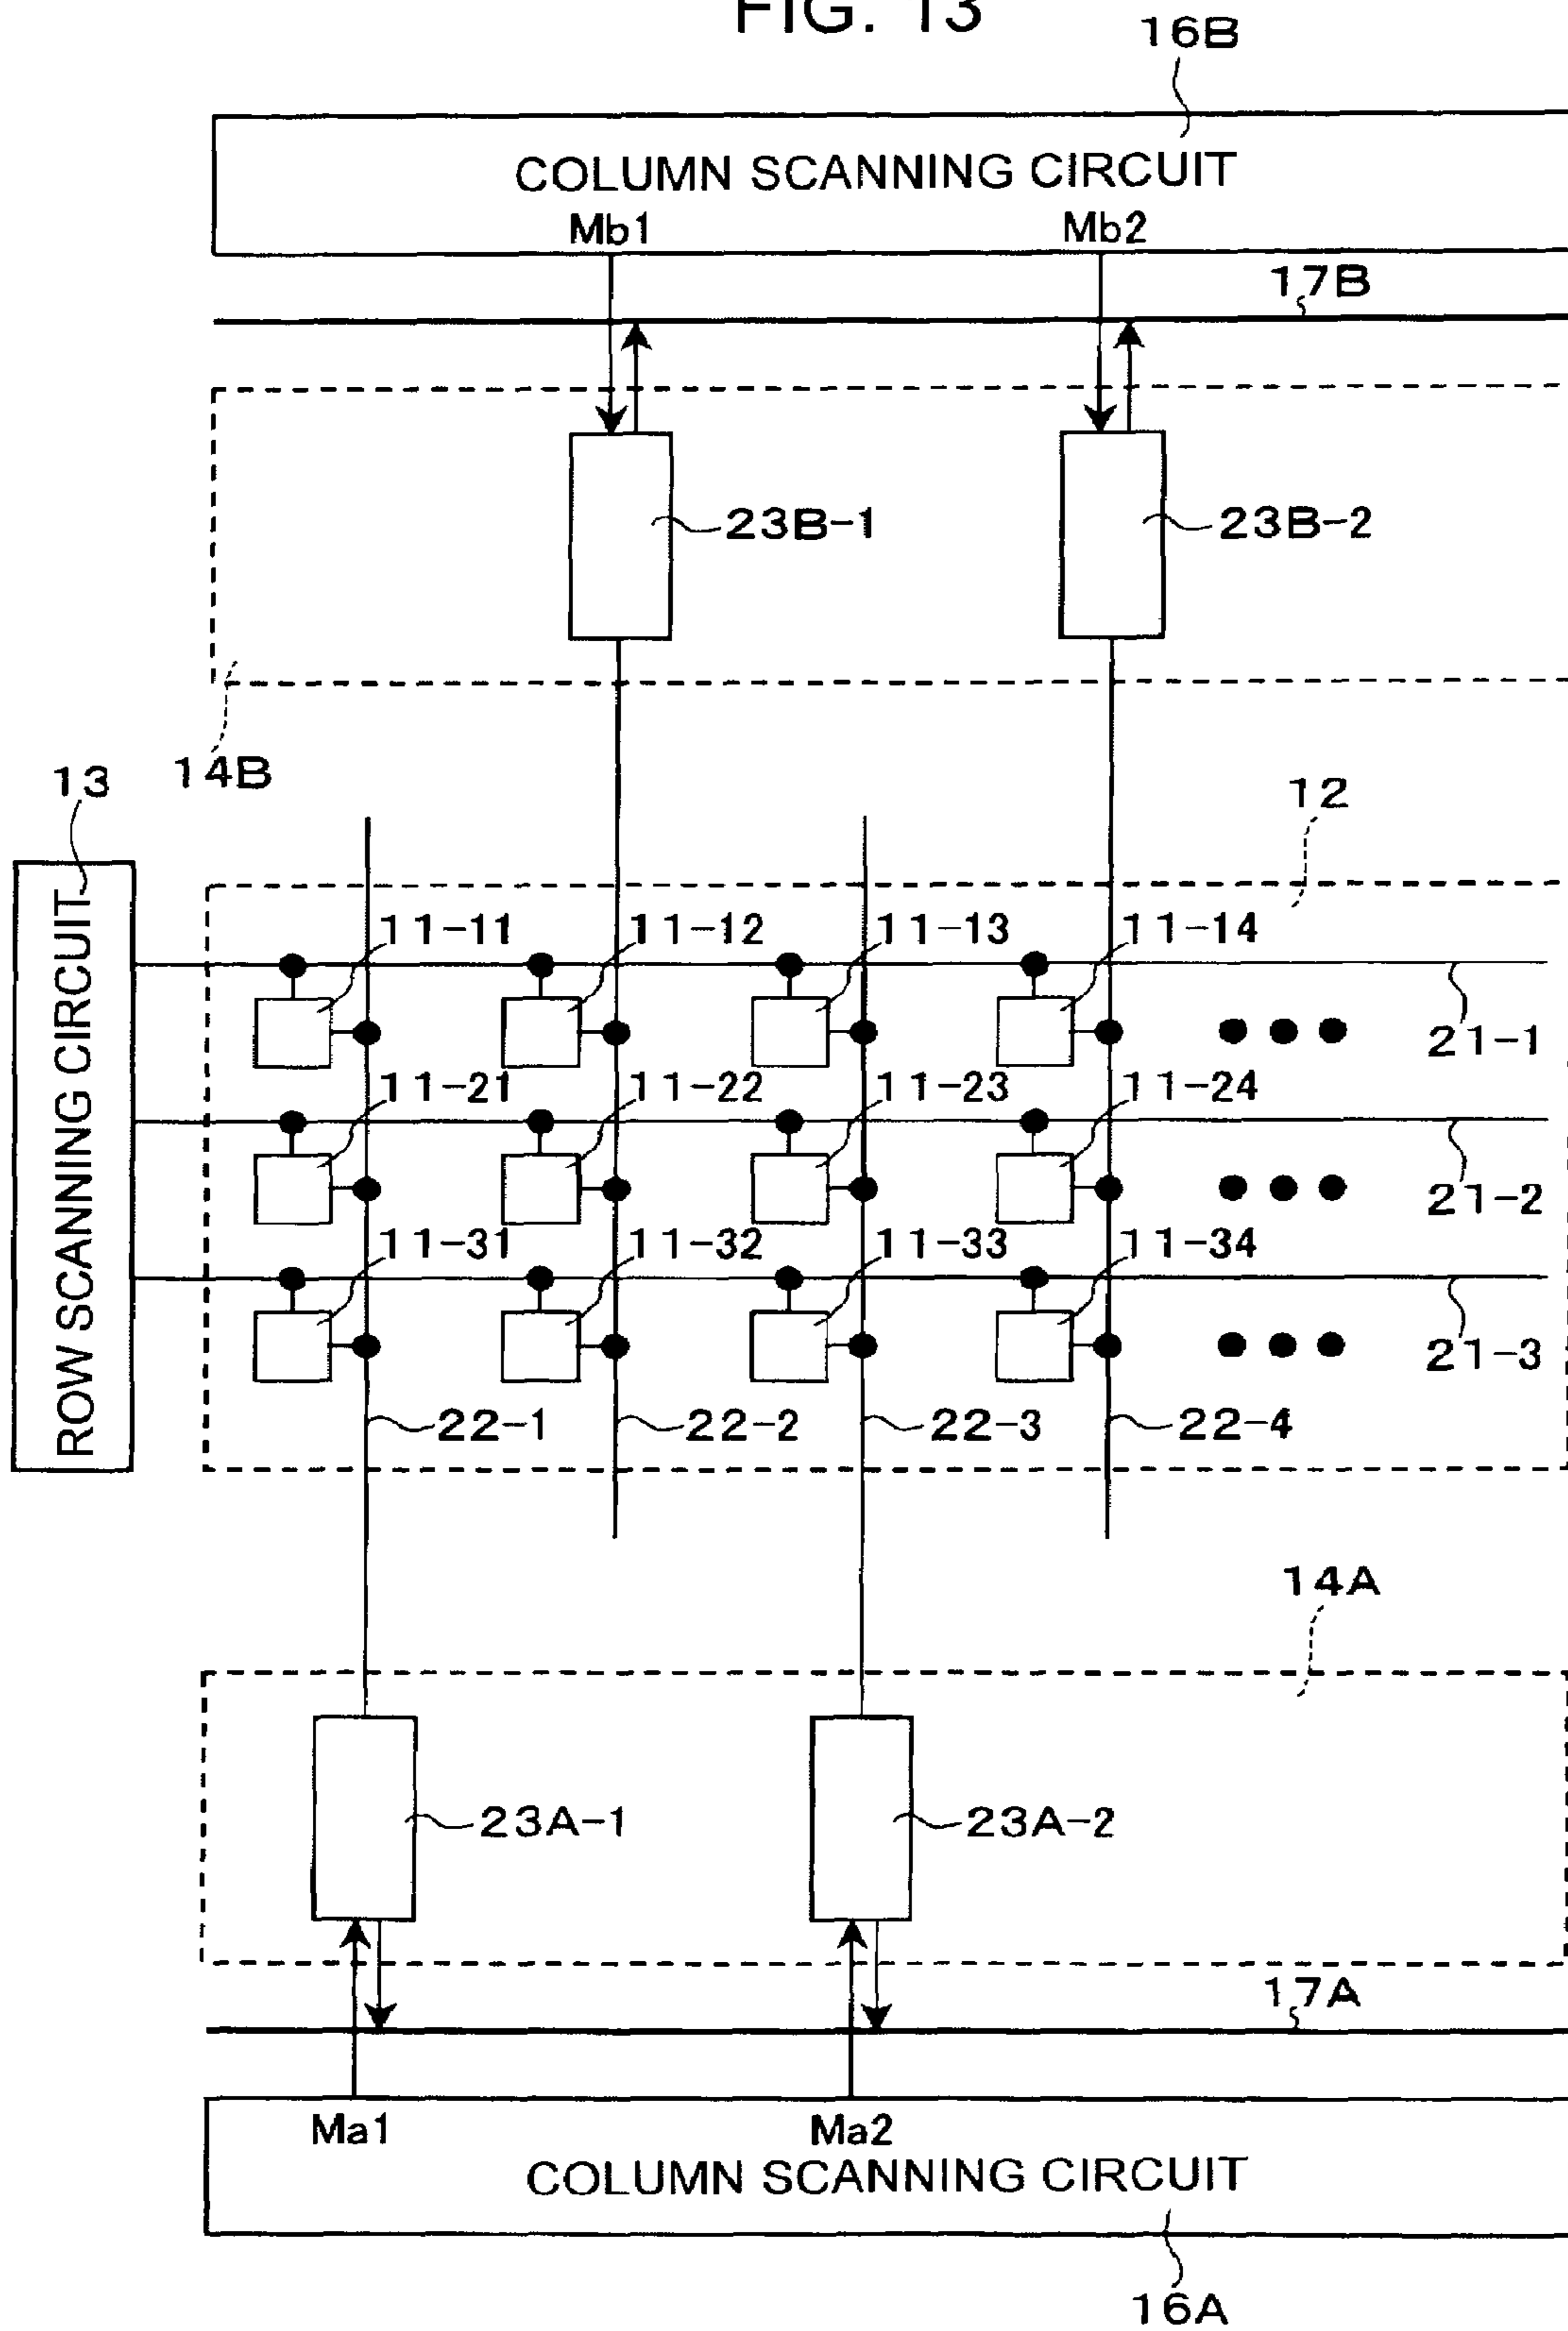 FIG. 13
16B
COLUMN SCANNING CIRCUIT
Mb1 Mb2
17B
23B-1 23B-2
14B
13
12
ROW SCANNING CIRCUIT
11-11 11-12 11-13 11-14
21-1
11-21 11-22 11-23 11-24
21-2
11-31 11-32 11-33 11-34
21-3
22-1 22-2 22-3 22-4
14A
23A-1 23A-2
17A
Ma1 Ma2
COLUMN SCANNING CIRCUIT
16A